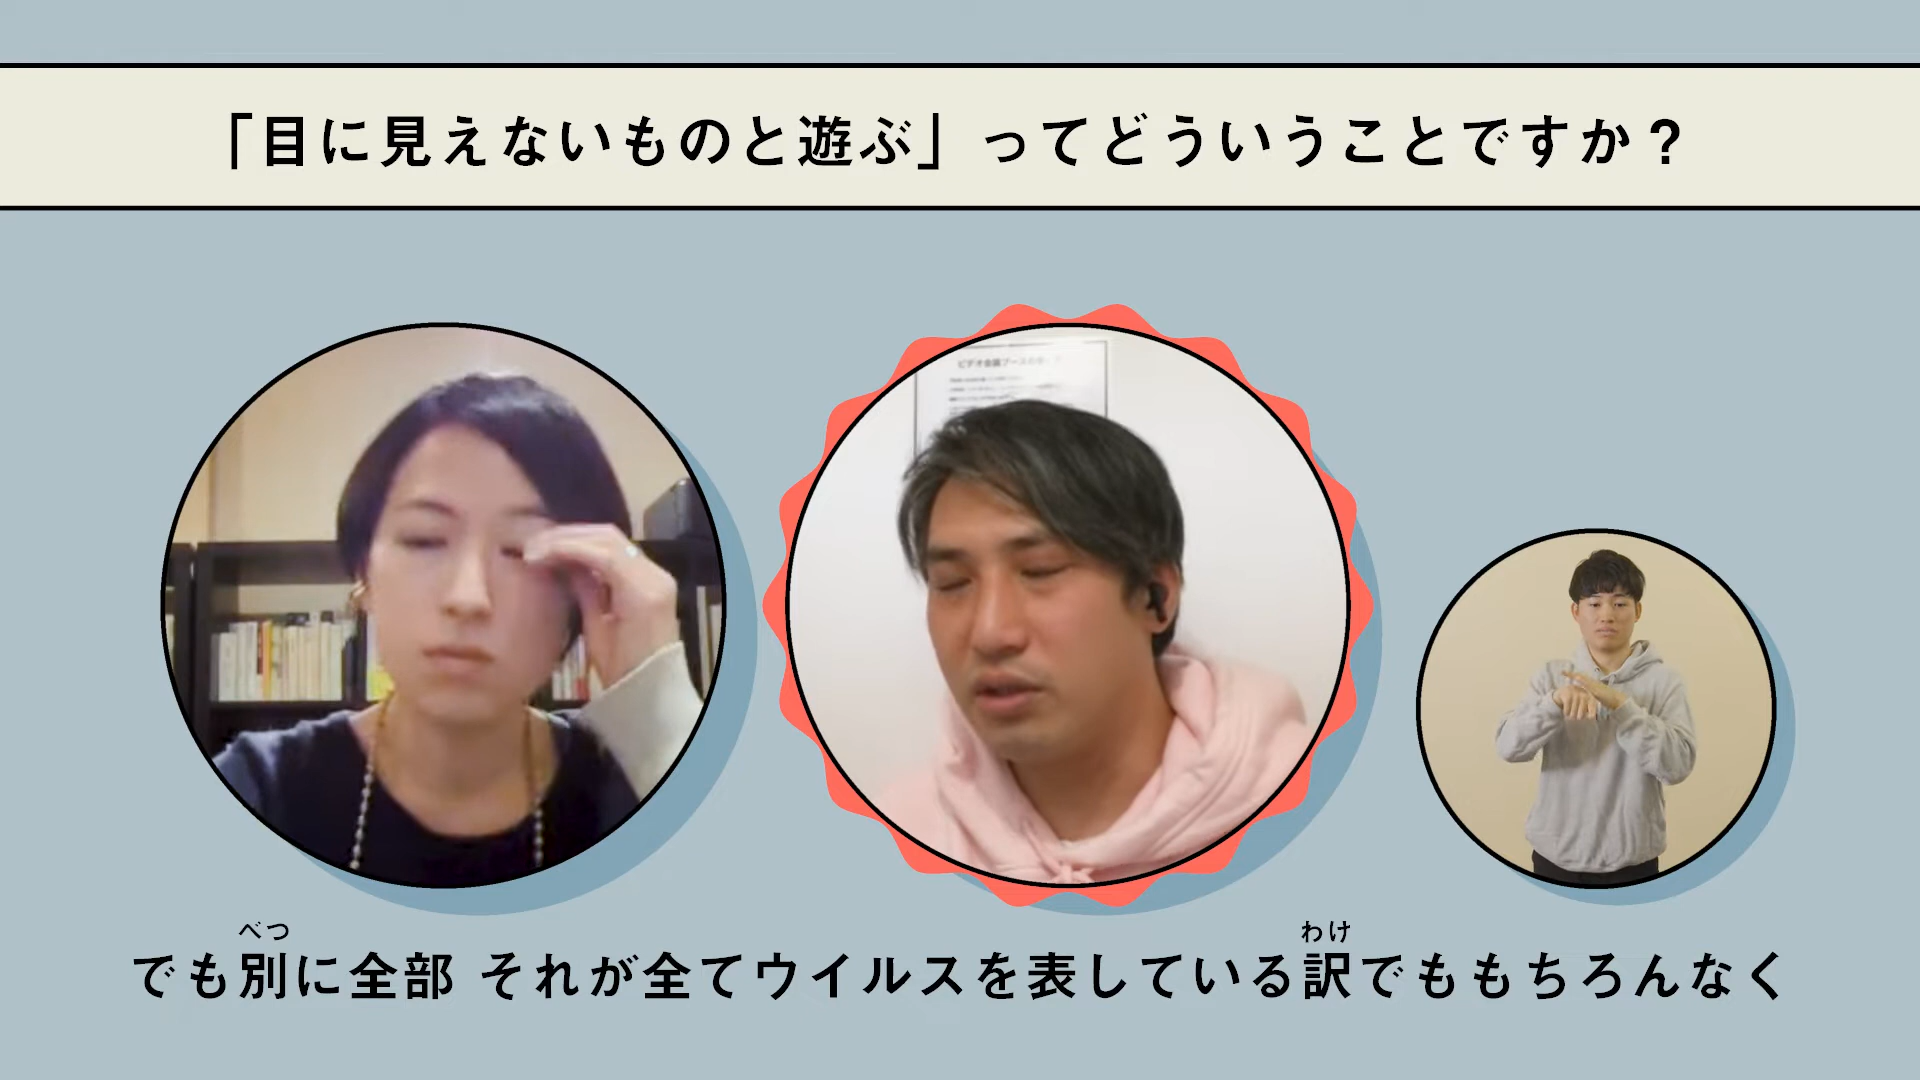 「目に見えないものと遊ぶ」ってどういうことですか？
べつ わけ
でも別に全部 それが全てウイルスを表している訳でももちろんなく